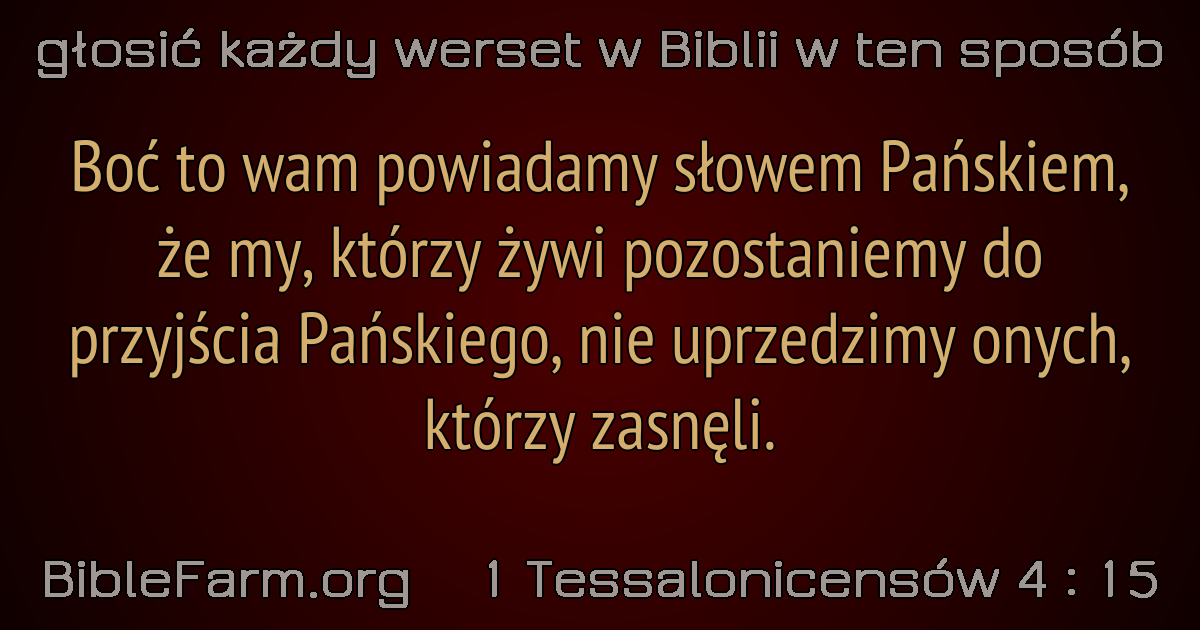 głosić każdy werset w Biblii w ten sposób
Boć to wam powiadamy słowem Pańskiem,
że my, którzy żywi pozostaniemy do
przyjścia Pańskiego, nie uprzedzimy onych,
którzy zasnęli.
BibleFarm.org 1 Tessalonicensów 4 : 15